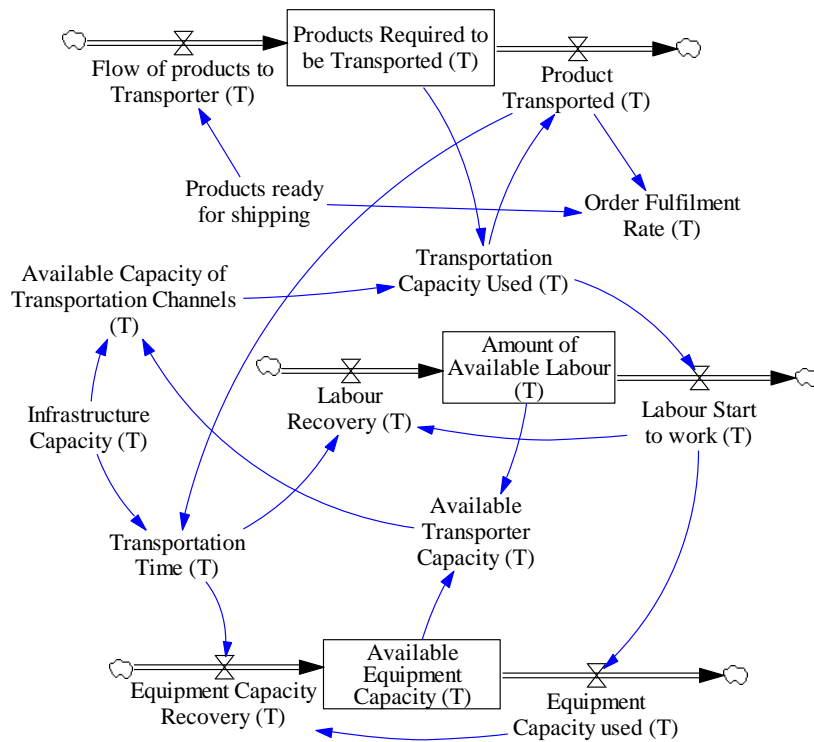 Products Required to
be Transported (T)
Flow of products to
Transporter (T)
Product
Transported (T)
Products ready
for shipping
Order Fulfilment
Rate (T)
Transportation
Capacity Used (T)
Available Capacity of
Transportation Channels
(T)
Amount of
Available Labour
(T)
Labour
Recovery (T)
Labour Start
to work (T)
Infrastructure
Capacity (T)
Available
Transporter
Capacity (T)
Transportation
Time (T)
Available
Equipment
Capacity (T)
Equipment Capacity
Recovery (T)
Equipment
Capacity used (T)